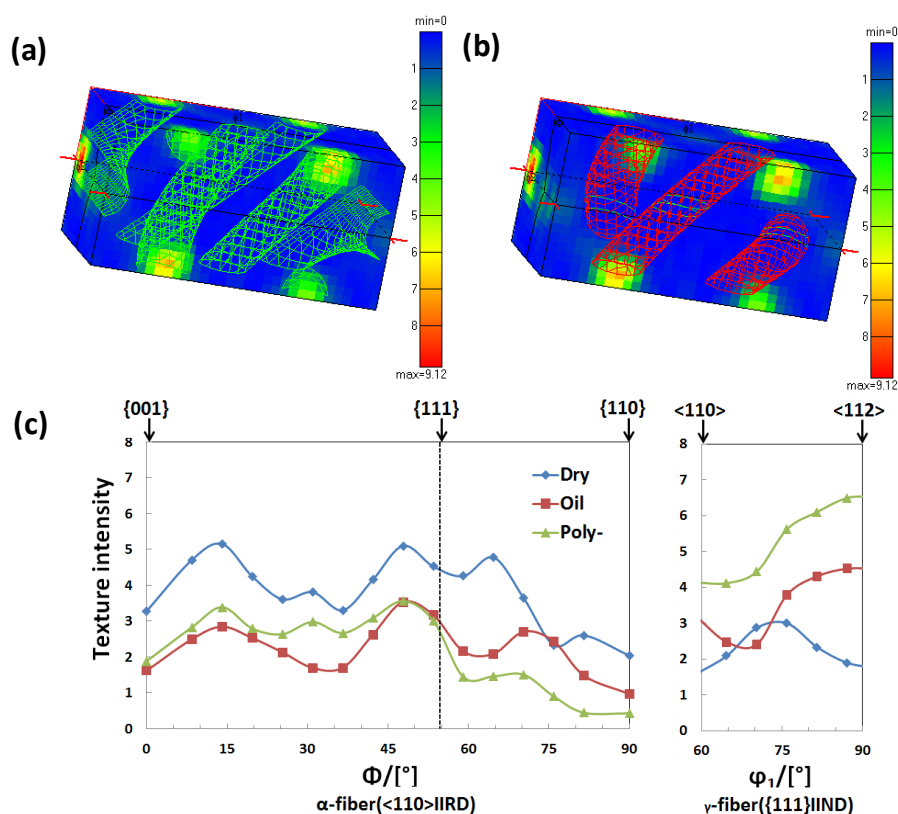 (a)
min=0
1
2
3
4
5
6
7
8
max=9.12
φ1
(b)
min=0
1
2
3
4
5
6
7
8
max=9.12
φ1
(c)
{001} {111} {110} <110> <112>
Texture intensity
8
7
6
5
4
3
2
1
0
Dry
Oil
Poly-
0 15 30 45 60 75 90
Φ/[°]
α-fiber(<110>IIRD)
8
7
6
5
4
3
2
1
0
60 75 90
φ₁/[°]
γ-fiber({111}IIND)